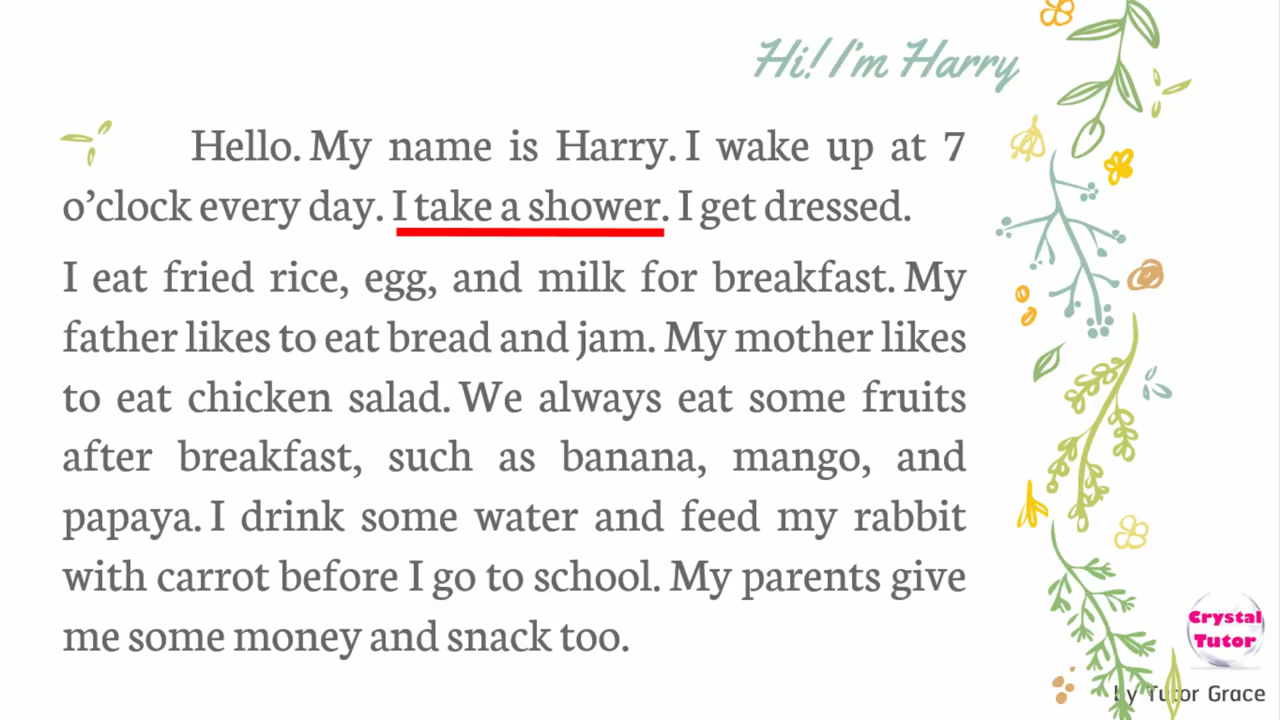 Hi! I'm Harry
Hello. My name is Harry. I wake up at 7
o'clock every day. I take a shower. I get dressed.
I eat fried rice, egg, and milk for breakfast. My
father likes to eat bread and jam. My mother likes
to eat chicken salad. We always eat some fruits
after breakfast, such as banana, mango, and
papaya. I drink some water and feed my rabbit
with carrot before I go to school. My parents give
me some money and snack too.
Crystal
Tutor
by Tutor Grace